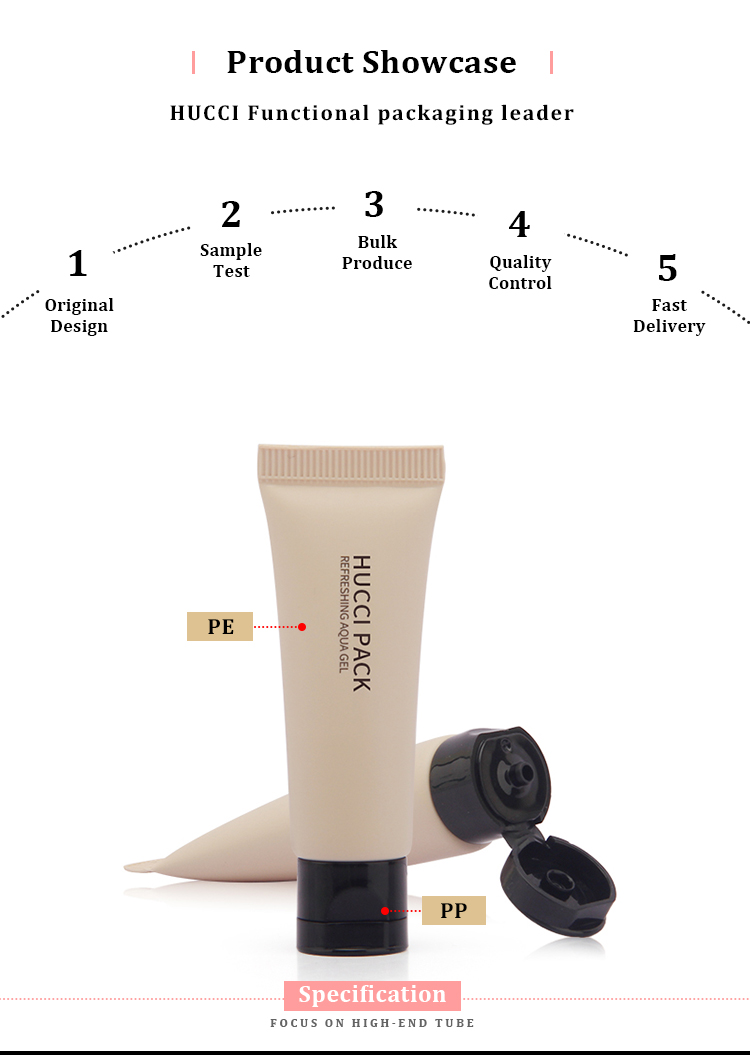 Product Showcase
HUCCI Functional packaging leader
1
Original
Design
2
Sample
Test
3
Bulk
Produce
4
Quality
Control
5
Fast
Delivery
HUCCI PACK
REFRESHING AQUA GEL
PE
PP
Specification
FOCUS ON HIGH-END TUBE